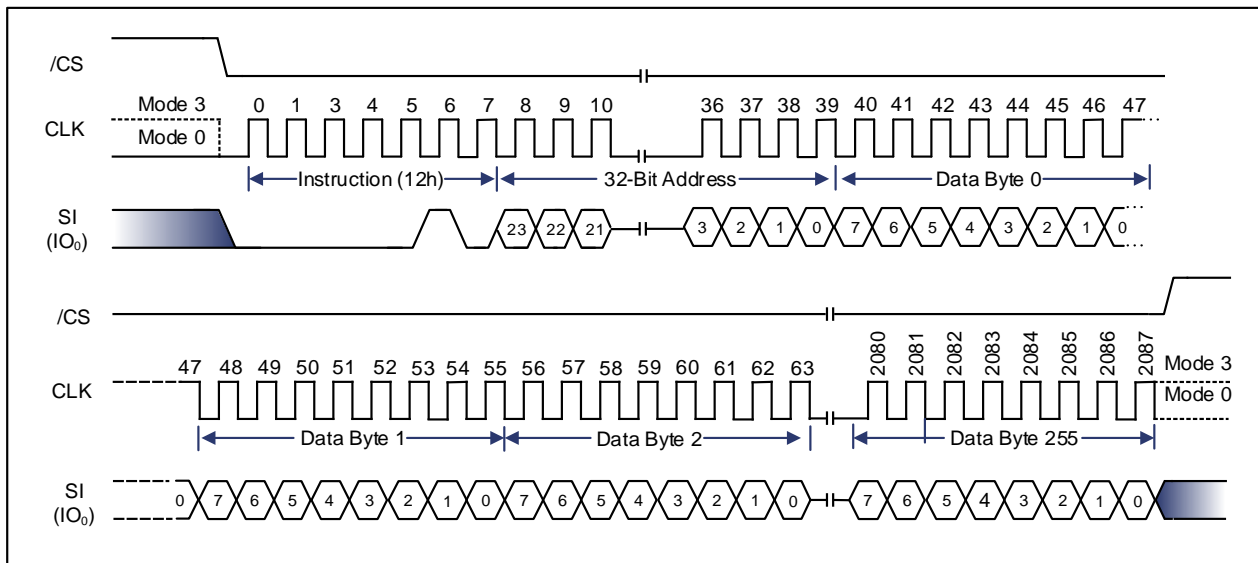 /CS
Mode 3 0 1 3 4 5 6 7 8 9 10 36 37 38 39 40 41 42 43 44 45 46 47
CLK
Mode 0
Instruction (12h) 32-Bit Address Data Byte 0
SI
(IO₀)
23 22 21 3 2 1 0 7 6 5 4 3 2 1 0
/CS
47 48 49 50 51 52 53 54 55 56 57 58 59 60 61 62 63 2080 2081 2082 2083 2084 2085 2086 2087
Mode 3
CLK
Mode 0
Data Byte 1 Data Byte 2 Data Byte 255
SI
(IO₀)
0 7 6 5 4 3 2 1 0 7 6 5 4 3 2 1 0 7 6 5 4 3 2 1 0